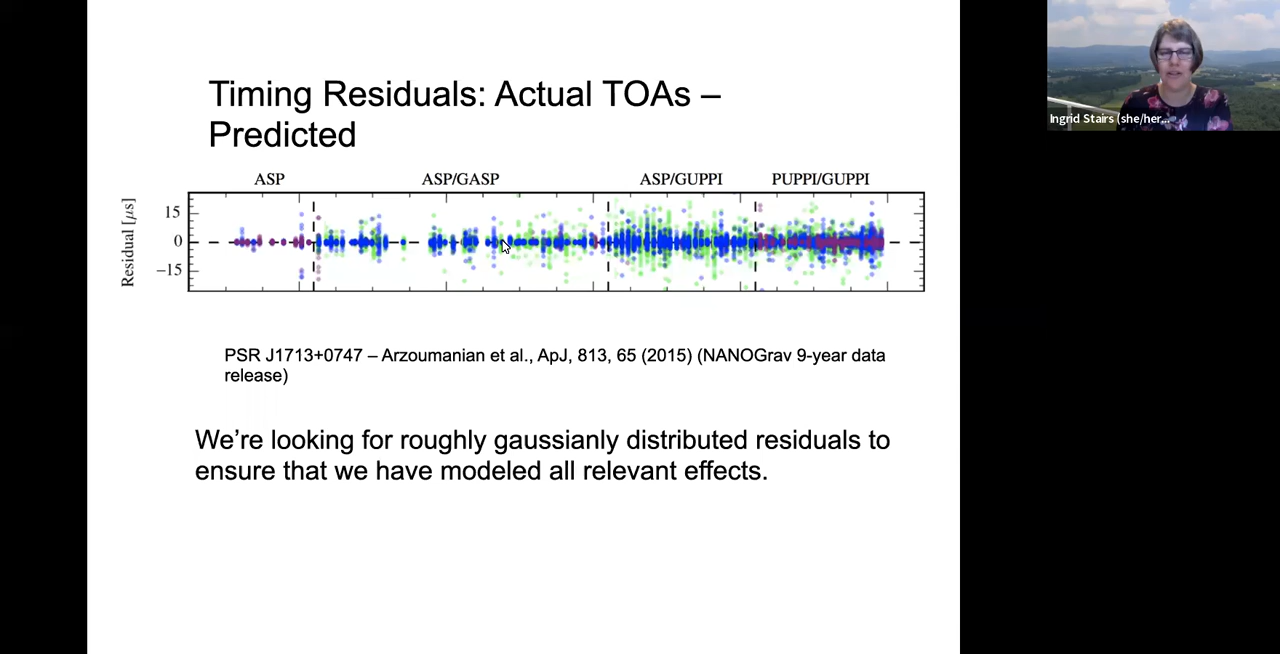 Timing Residuals: Actual TOAs –
Predicted
ASP ASP/GASP ASP/GUPPI PUPPI/GUPPI
Residual [μs]
15
0
−15
PSR J1713+0747 – Arzoumanian et al., ApJ, 813, 65 (2015) (NANOGrav 9-year data
release)
We’re looking for roughly gaussianly distributed residuals to
ensure that we have modeled all relevant effects.
Ingrid Stairs (she/her...